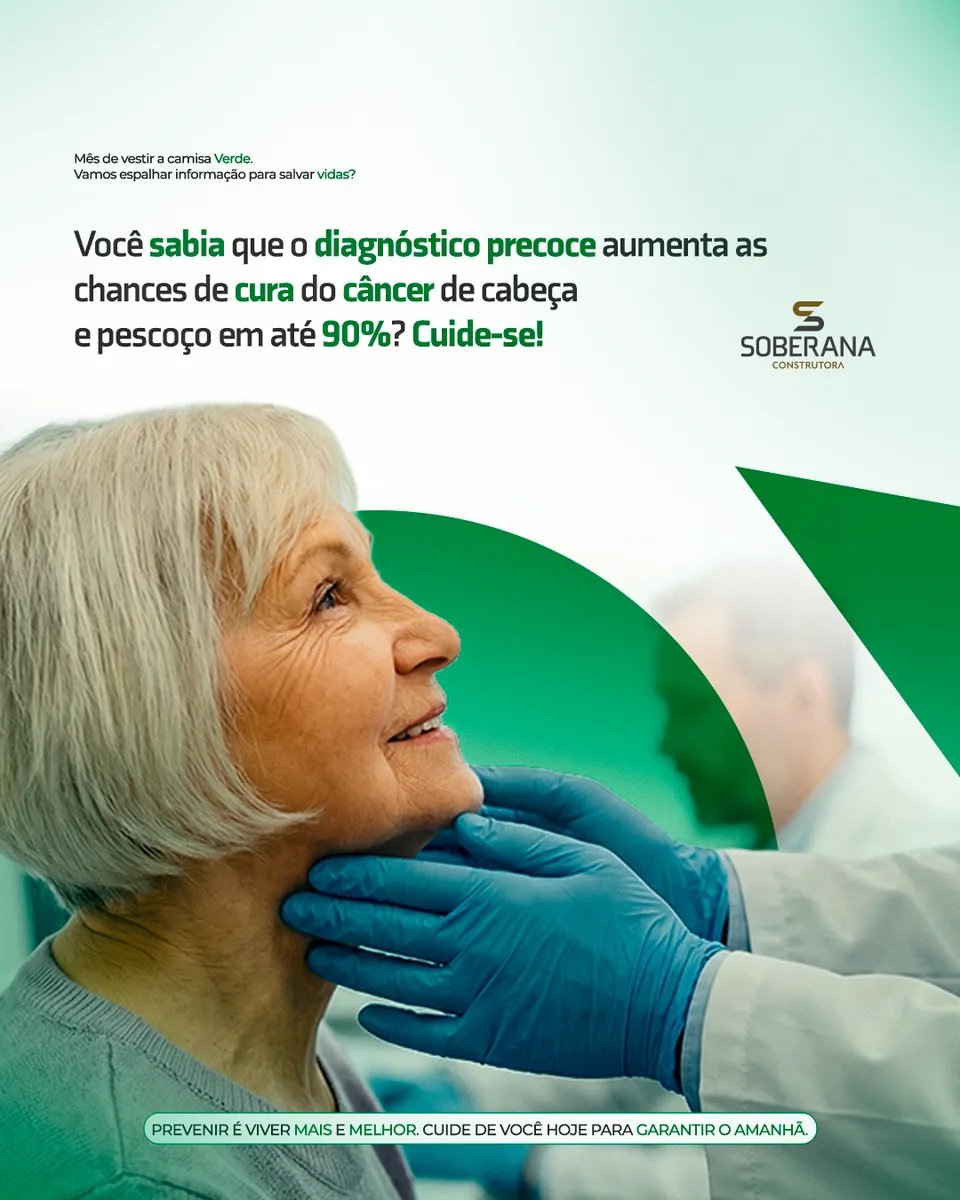 Mês de vestir a camisa Verde.
Vamos espalhar informação para salvar vidas?
Você sabia que o diagnóstico precoce aumenta as
chances de cura do câncer de cabeça
e pescoço em até 90%? Cuide-se!
SOBERANA
CONSTRUTORA
PREVENIR É VIVER MAIS E MELHOR. CUIDE DE VOCÊ HOJE PARA GARANTIR O AMANHÃ.